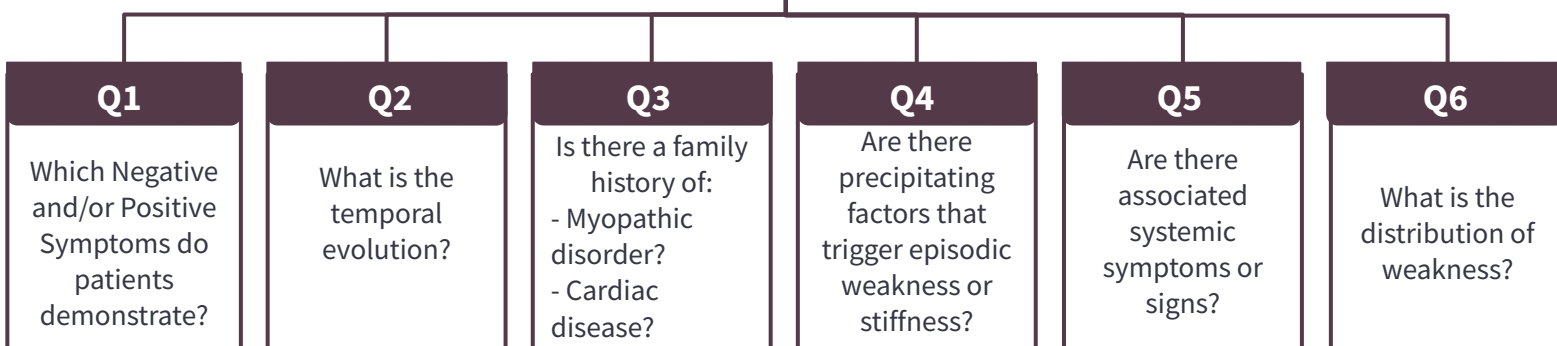 Q1
Which Negative
and/or Positive
Symptoms do
patients
demonstrate?
Q2
What is the
temporal
evolution?
Q3
Is there a family
history of:
- Myopathic
disorder?
- Cardiac
disease?
Q4
Are there
precipitating
factors that
trigger episodic
weakness or
stiffness?
Q5
Are there
associated
systemic
symptoms or
signs?
Q6
What is the
distribution of
weakness?